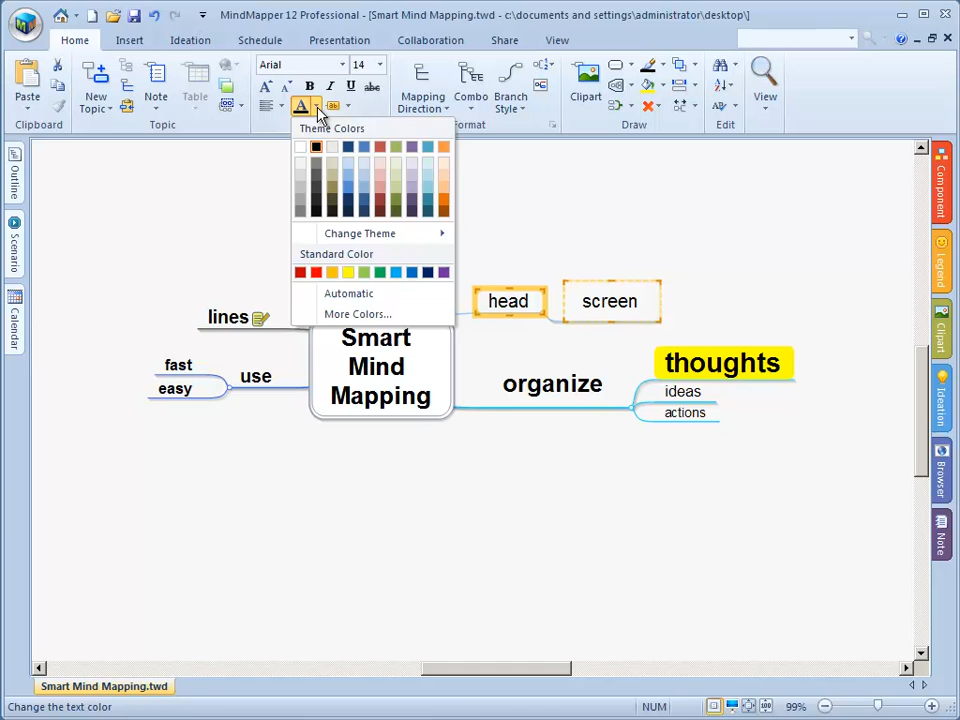 MindMapper 12 Professional - [Smart Mind Mapping.twd - c:\documents and settings\administrator\desktop\]
Home Insert Ideation Schedule Presentation Collaboration Share View
Arial 14
B I U abc
Paste
New Topic
Note
Table
Mapping Direction
Combo
Branch Style
Clipart
View
Clipboard Topic Format Draw Edit
Theme Colors
Change Theme
Standard Color
Automatic
More Colors...
Outline
Scenario
Calendar
Component
Legend
Clipart
Ideation
Browser
Note
head screen
lines
Smart
Mind
Mapping
fast
easy
use
organize
thoughts
ideas
actions
Smart Mind Mapping.twd
Change the text color
NUM 99%